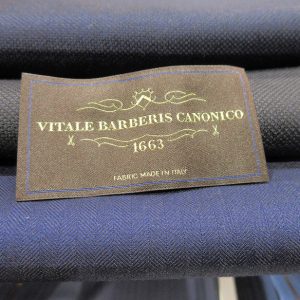 VITALE BARBERIS CANONICO
1663
FABRIC MADE IN ITALY